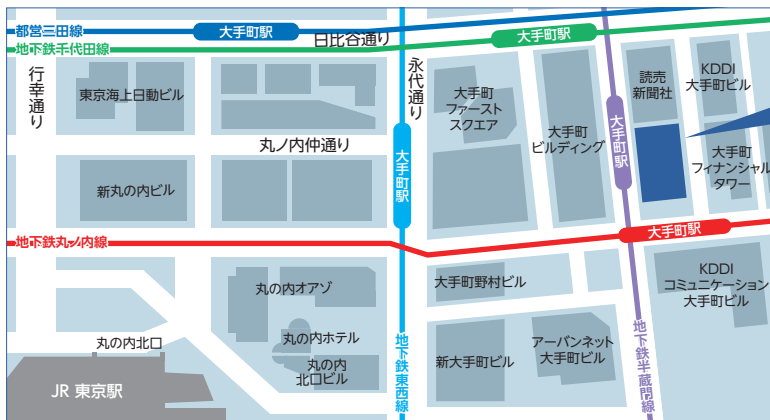 都営三田線
大手町駅
日比谷通り
地下鉄千代田線
大手町駅
行幸通り
東京海上日動ビル
永代通り
大手町
ファースト
スクエア
大手町
ビルディング
大手町駅
読売
新聞社
KDDI
大手町ビル
丸ノ内仲通り
大手町駅
新丸の内ビル
大手町
フィナンシャル
タワー
地下鉄丸ノ内線
大手町駅
丸の内オアゾ
大手町野村ビル
KDDI
コミュニケーション
大手町ビル
丸の内北口
丸の内ホテル
丸の内
北口ビル
地下鉄東西線
新大手町ビル
アーバンネット
大手町ビル
地下鉄半蔵門線
JR 東京駅